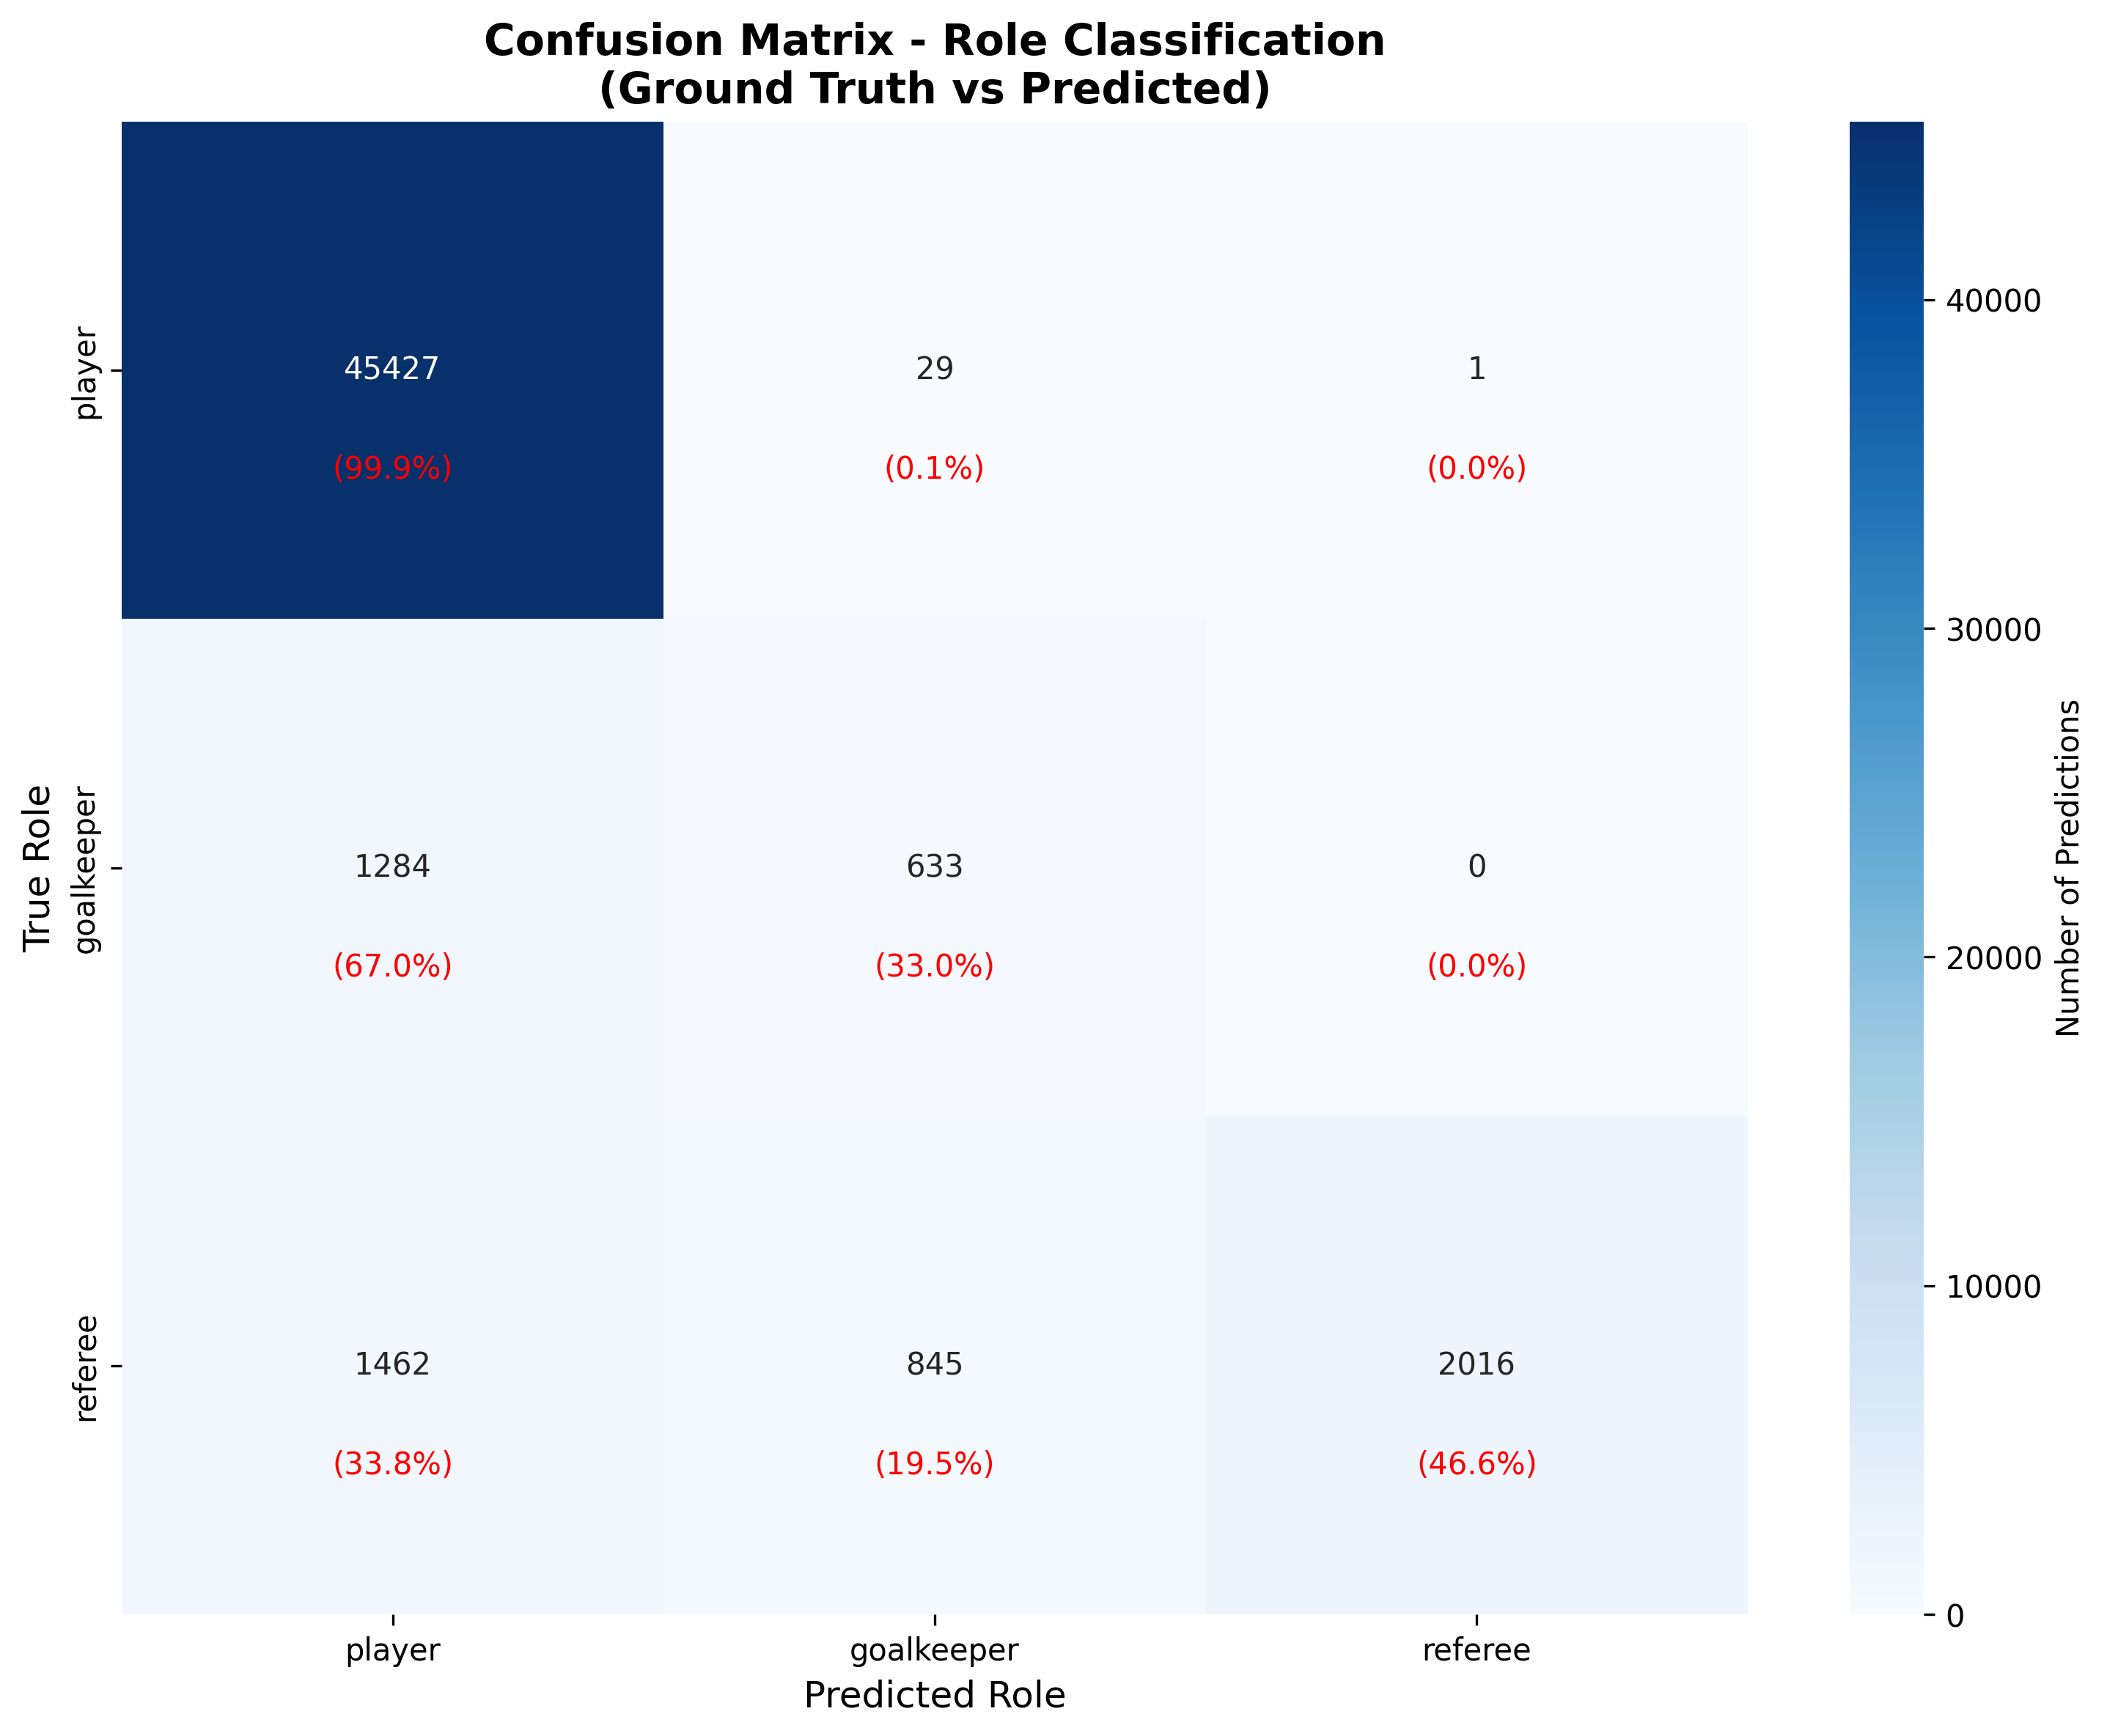 Confusion Matrix - Role Classification
(Ground Truth vs Predicted)
True Role
player
45427
29
1
(99.9%)
(0.1%)
(0.0%)
goalkeeper
1284
633
0
(67.0%)
(33.0%)
(0.0%)
referee
1462
845
2016
(33.8%)
(19.5%)
(46.6%)
player
goalkeeper
referee
Predicted Role
40000
30000
20000
10000
0
Number of Predictions